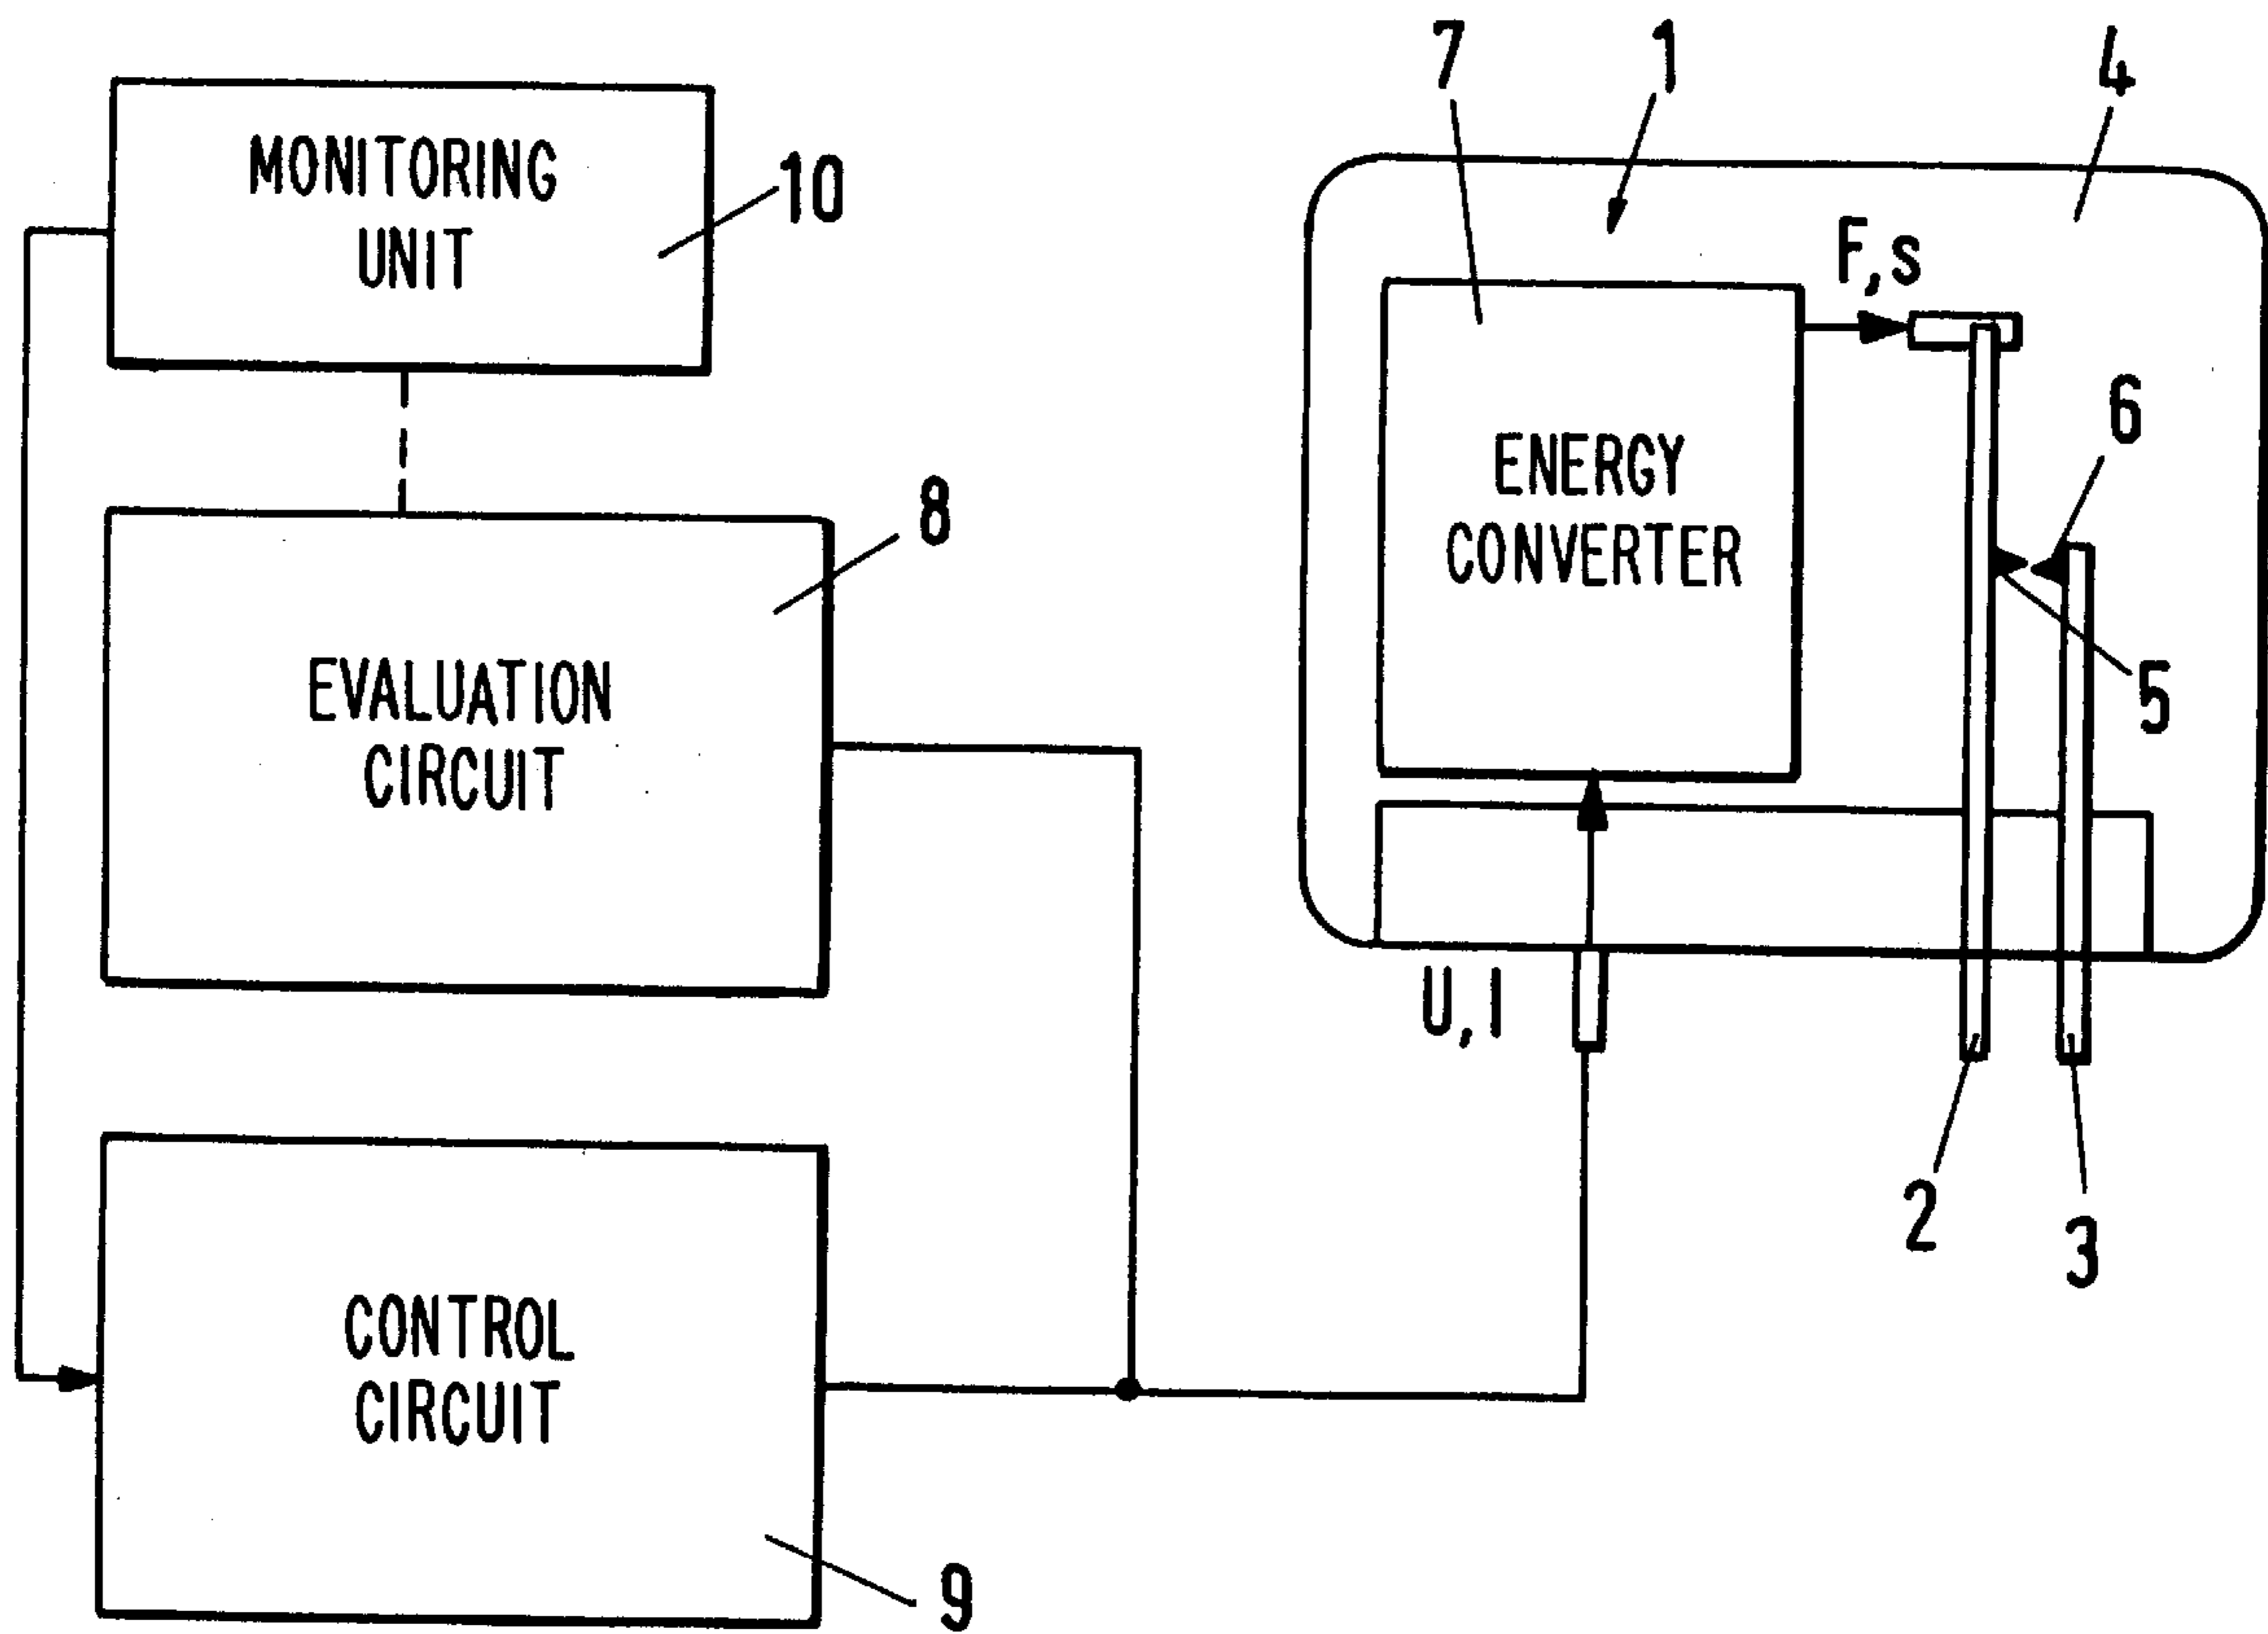 7
1
4
MONITORING
UNIT
10
F,s
ENERGY
CONVERTER
6
8
EVALUATION
CIRCUIT
5
U,I
2
3
CONTROL
CIRCUIT
9